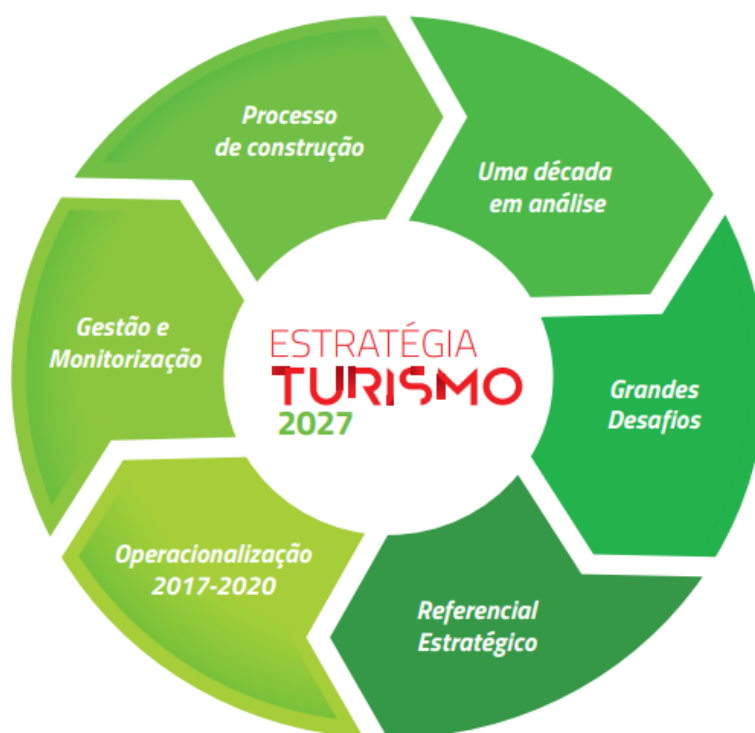 Processo
de construção
Uma década
em análise
Grandes
Desafios
Referencial
Estratégico
Operacionalização
2017-2020
Gestão e
Monitorização
ESTRATÉGIA
TURISMO
2027